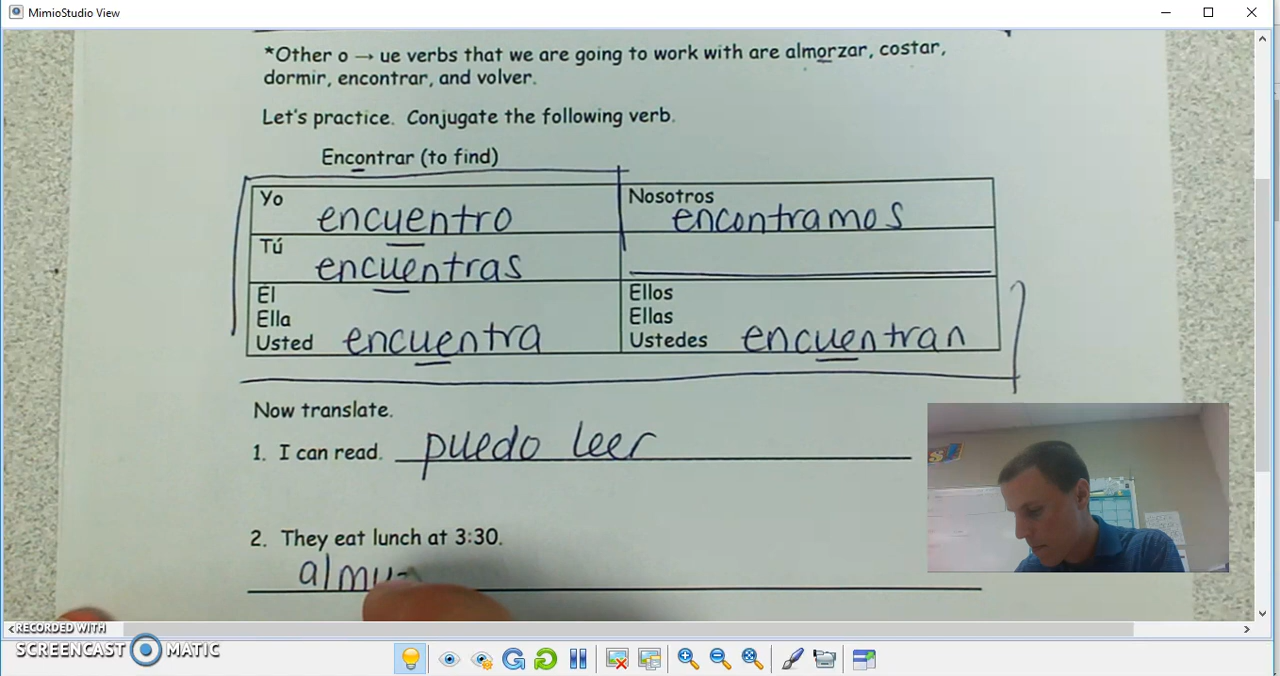 MimioStudio View
*Other o → ue verbs that we are going to work with are almorzar, costar,
dormir, encontrar, and volver.
Let's practice. Conjugate the following verb.
Encontrar (to find)
Yo encuentro
Nosotros encontramos
Tú encuentras
Él
Ella
Usted encuentra
Ellos
Ellas
Ustedes encuentran
Now translate.
1. I can read. puedo leer
2. They eat lunch at 3:30.
almu
RECORDED WITH
SCREENCAST MATIC